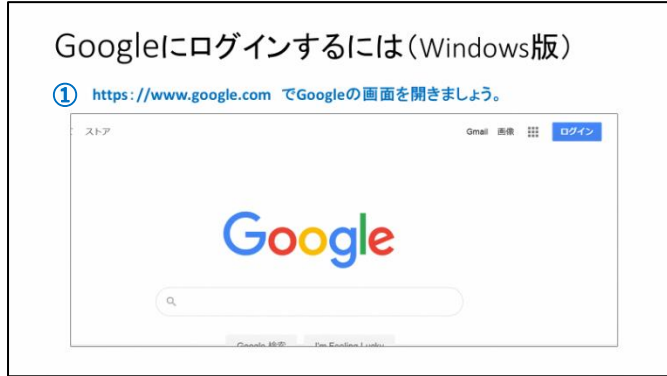 Googleにログインするには（Windows版）
① https://www.google.com でGoogleの画面を開きましょう。
ストア Gmail 画像 ログイン
Google
Google 検索 I'm Feeling Lucky